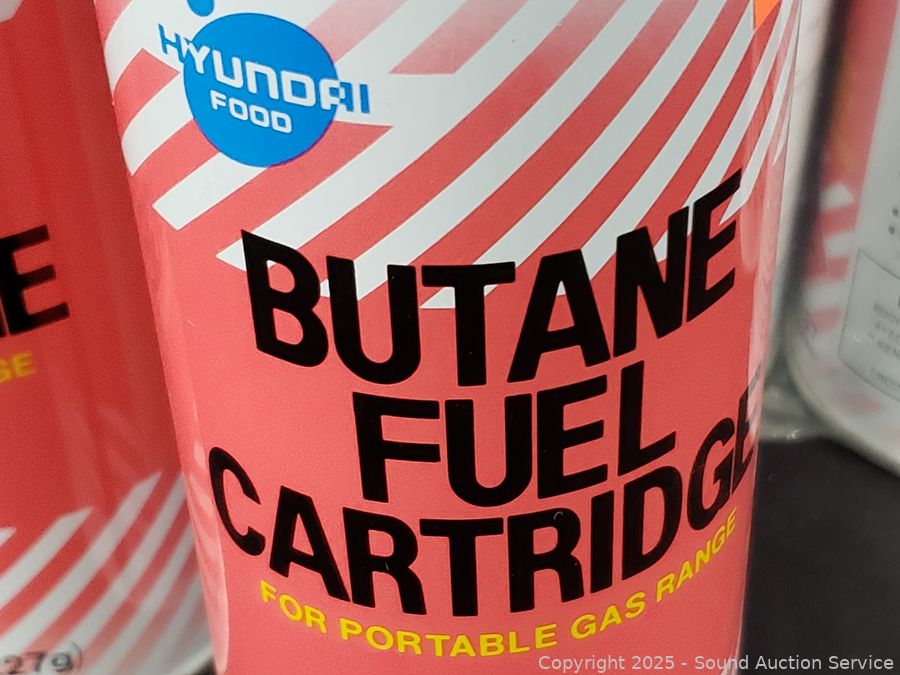 HYUNDAI
FOOD
BUTANE
FUEL
CARTRIDGE
FOR PORTABLE GAS RANGE
Copyright 2025 - Sound Auction Service